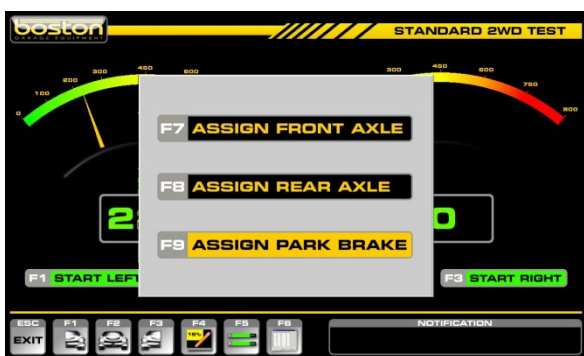 boston
GARAGE EQUIPMENT
STANDARD 2WD TEST
0 100 200 300 450 600
300 450 600 750 900
F7 ASSIGN FRONT AXLE
F8 ASSIGN REAR AXLE
F9 ASSIGN PARK BRAKE
F1 START LEFT
F3 START RIGHT
ESC F1 F2 F3 F4 F5 F6
EXIT
15%
NOTIFICATION